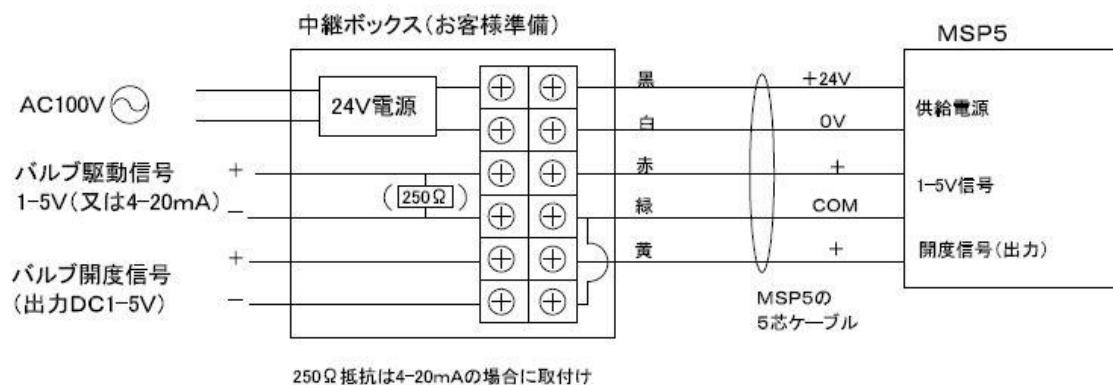 中継ボックス(お客様準備)
MSP5
AC100V
24V電源
黒
+24V
供給電源
白
0V
バルブ駆動信号
1-5V(又は4-20mA)
+
(250Ω)
赤
+
1-5V信号
−
緑
COM
バルブ開度信号
(出力DC1-5V)
+
黄
+
開度信号(出力)
−
MSP5の
5芯ケーブル
250Ω抵抗は4-20mAの場合に取付け